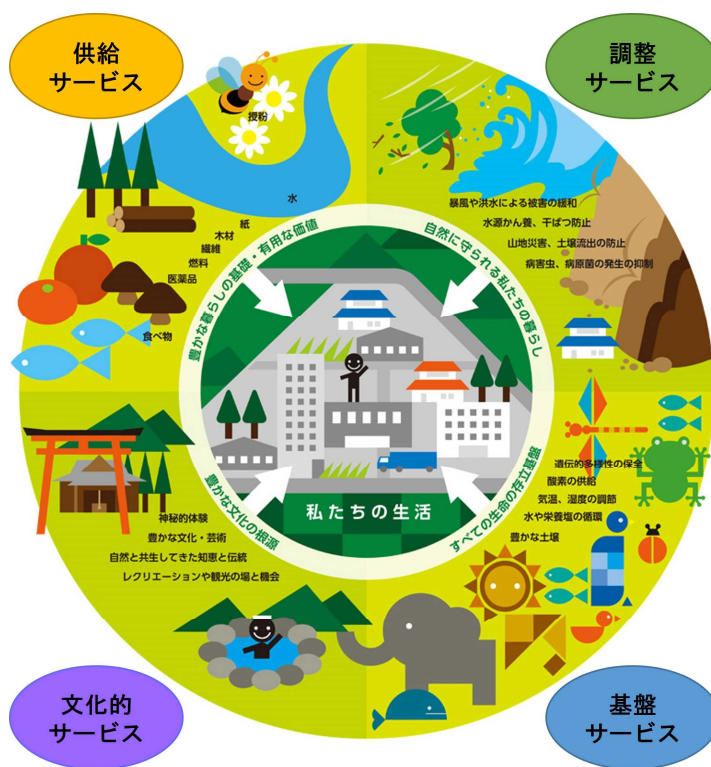 供給
サービス
調整
サービス
授粉
水
紙
木材
繊維
燃料
医薬品
食べ物
豊かな暮らしの基礎・有用な価値
暴風や洪水による被害の緩和
水源かん養、干ばつ防止
山地災害、土壌流出の防止
病害虫、病原菌の発生の抑制
自然に守られる私たちの暮らし
私たちの生活
豊かな文化の根源
神秘的体験
豊かな文化・芸術
自然と共生してきた知恵と伝統
レクリエーションや観光の場と機会
すべての生命の存立基盤
遺伝的多様性の保全
酸素の供給
気温、湿度の調節
水や栄養塩の循環
豊かな土壌
文化的
サービス
基盤
サービス